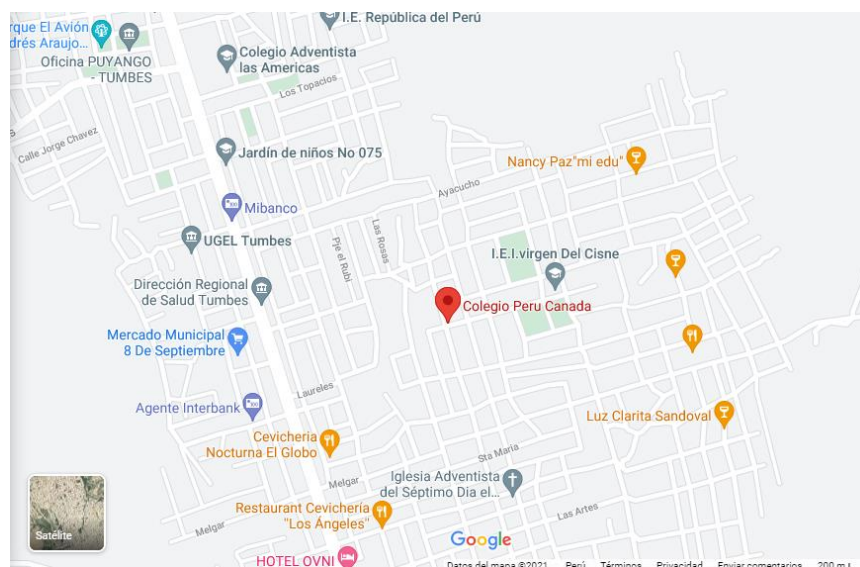 I.E. República del Perú
rque El Avión
drés Araujo...
Oficina PUYANGO
- TUMBES
Colegio Adventista
las Americas
Los Topacios
Calle Jorge Chavez
Jardín de niños No 075
Nancy Paz"mi edu"
Ayacucho
Mibanco
Las Rosas
UGEL Tumbes
Pje el Rubi
I.E.I.virgen Del Cisne
Dirección Regional
de Salud Tumbes
Colegio Peru Canada
Mercado Municipal
8 De Septiembre
Laureles
Agente Interbank
Luz Clarita Sandoval
Cevicheria
Nocturna El Globo
Sta Maria
Melgar
Iglesia Adventista
del Séptimo Dia el...
Restaurant Cevichería
"Los Ángeles"
Las Artes
Melgar
Satélite
Google
HOTEL OVNI
Datos del mapa ©2021 Perú Términos Privacidad Enviar comentarios 200 m